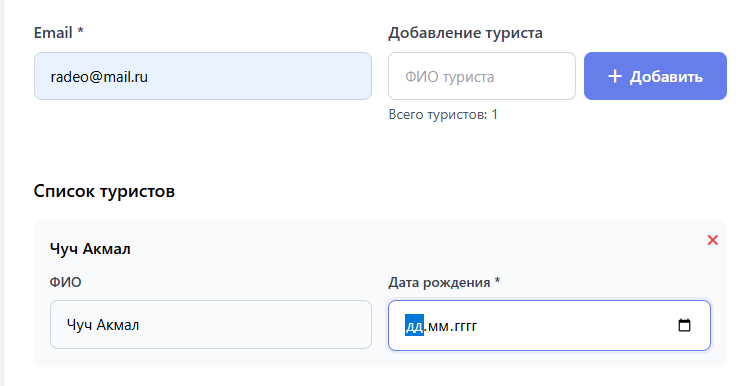 Email *
Добавление туриста
radeo@mail.ru
ФИО туриста
+ Добавить
Всего туристов: 1
Список туристов
Чуч Акмал
ФИО
Дата рождения *
Чуч Акмал
дд.мм.гггг